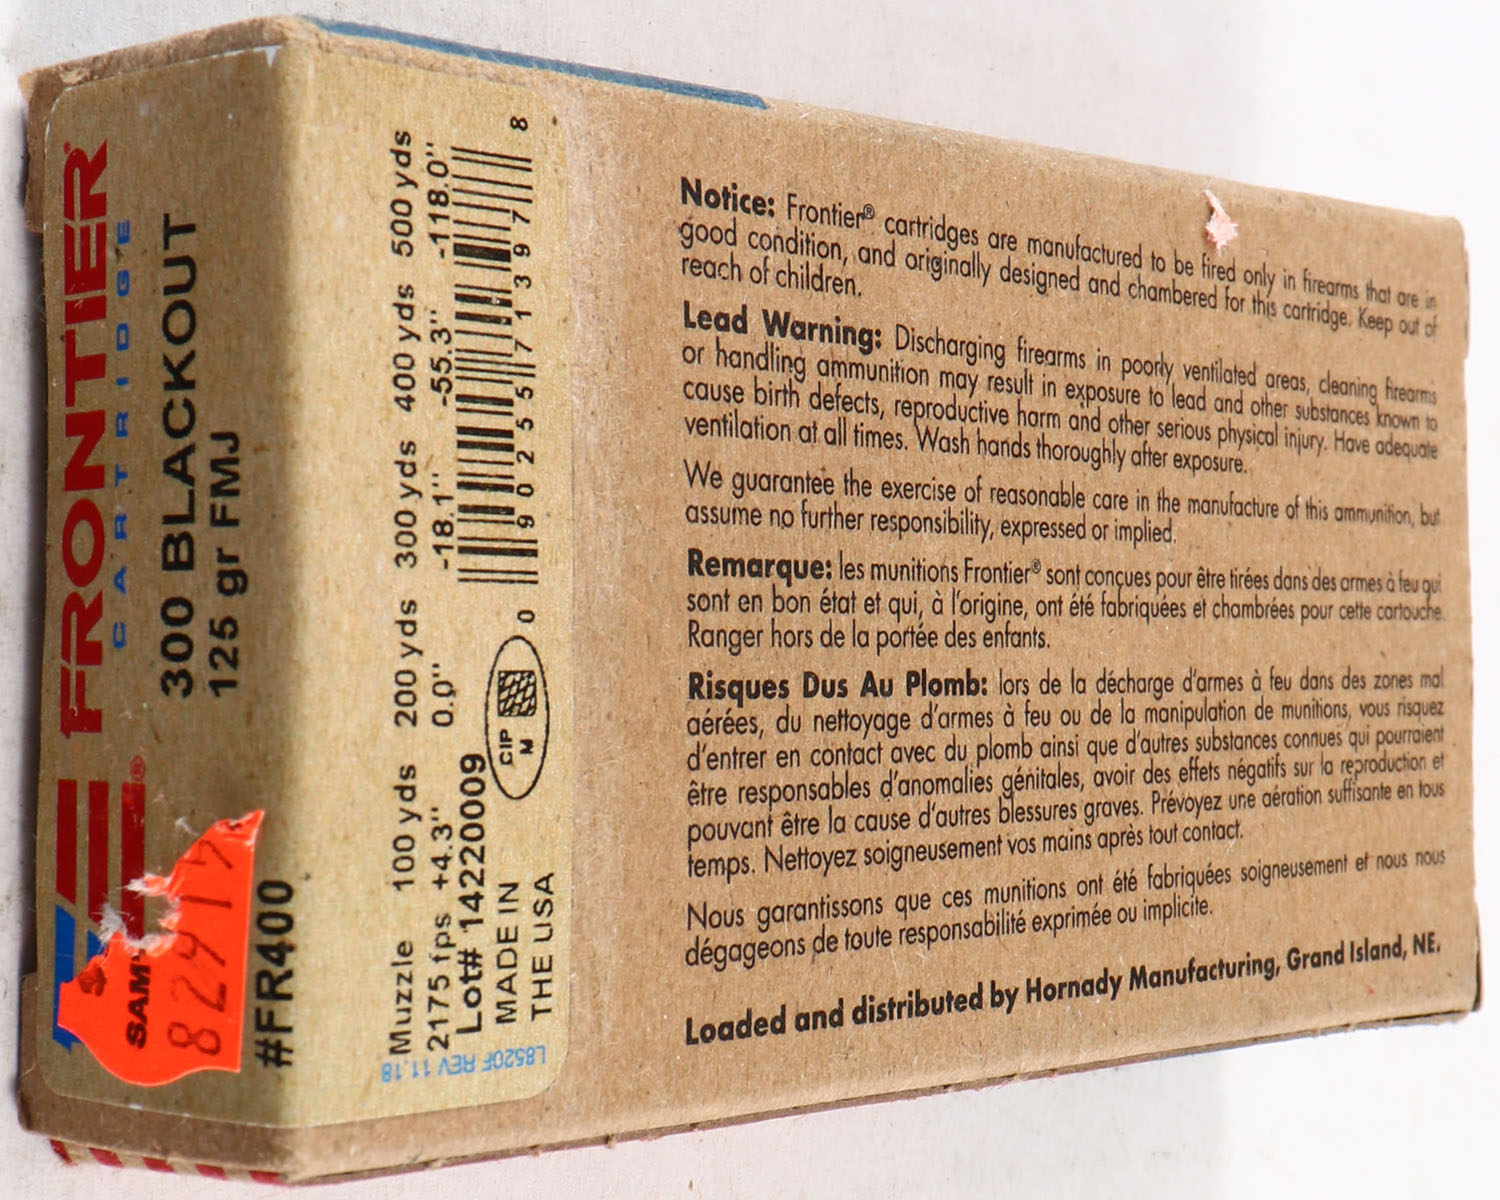 FRONTIER®
CARTRIDGE
300 BLACKOUT
125 gr FMJ
SAM
82917
#FR400
Muzzle 100 yds 200 yds 300 yds 400 yds 500 yds
2175 fps +4.3" 0.0" -18.1" -55.3" -118.0"
Lot# 14220009
MADE IN
THE USA
CIP
M
0 90255 71397 8
L8520F REV 11.18
Notice: Frontier® cartridges are manufactured to be fired only in firearms that are in
good condition, and originally designed and chambered for this cartridge. Keep out of
reach of children.
Lead Warning: Discharging firearms in poorly ventilated areas, cleaning firearms
or handling ammunition may result in exposure to lead and other substances known to
cause birth defects, reproductive harm and other serious physical injury. Have adequate
ventilation at all times. Wash hands thoroughly after exposure.
We guarantee the exercise of reasonable care in the manufacture of this ammunition, but
assume no further responsibility, expressed or implied.
Remarque: les munitions Frontier® sont conçues pour être tirées dans des armes à feu qui
sont en bon état et qui, à l'origine, ont été fabriquées et chambrées pour cette cartouche.
Ranger hors de la portée des enfants.
Risques Dus Au Plomb: lors de la décharge d'armes à feu dans des zones mal
aérées, du nettoyage d'armes à feu ou de la manipulation de munitions, vous risquez
d'entrer en contact avec du plomb ainsi que d'autres substances connues qui pourraient
être responsables d'anomalies génitales, avoir des effets négatifs sur la reproduction et
pouvant être la cause d'autres blessures graves. Prévoyez une aération suffisante en tous
temps. Nettoyez soigneusement vos mains après tout contact.
Nous garantissons que ces munitions ont été fabriquées soigneusement et nous nous
dégageons de toute responsabilité exprimée ou implicite.
Loaded and distributed by Hornady Manufacturing, Grand Island, NE.